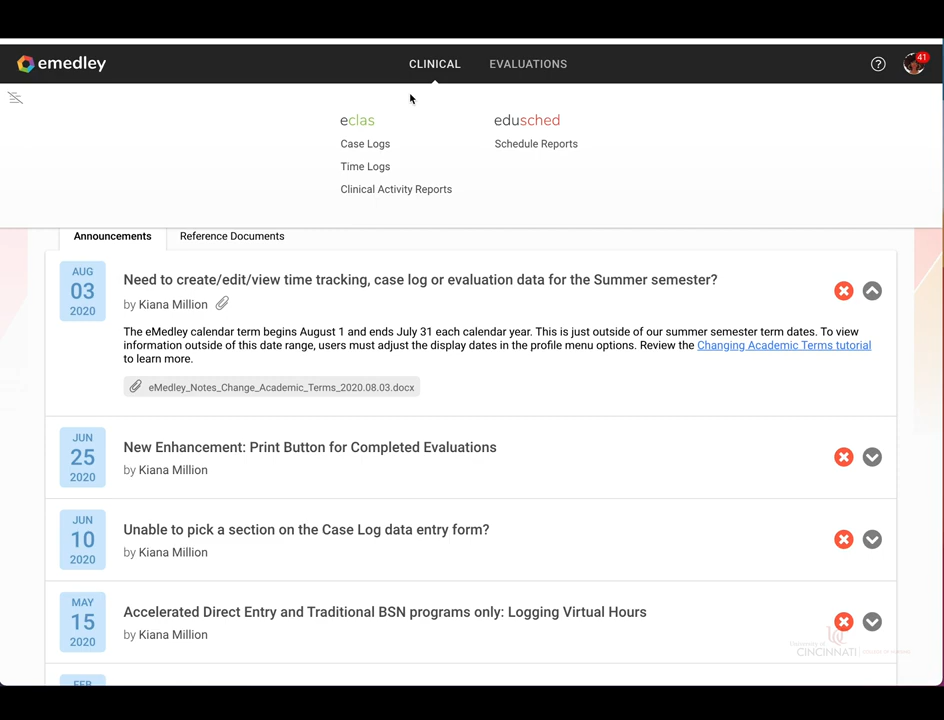 emedley
CLINICAL
EVALUATIONS
?
41
eclas
Case Logs
Time Logs
Clinical Activity Reports
edusched
Schedule Reports
Announcements
Reference Documents
AUG
03
2020
Need to create/edit/view time tracking, case log or evaluation data for the Summer semester?
by Kiana Million
The eMedley calendar term begins August 1 and ends July 31 each calendar year. This is just outside of our summer semester term dates. To view
information outside of this date range, users must adjust the display dates in the profile menu options. Review the Changing Academic Terms tutorial
to learn more.
eMedley_Notes_Change_Academic_Terms_2020.08.03.docx
JUN
25
2020
New Enhancement: Print Button for Completed Evaluations
by Kiana Million
JUN
10
2020
Unable to pick a section on the Case Log data entry form?
by Kiana Million
MAY
15
2020
Accelerated Direct Entry and Traditional BSN programs only: Logging Virtual Hours
by Kiana Million
University of
CINCINNATI
FEB